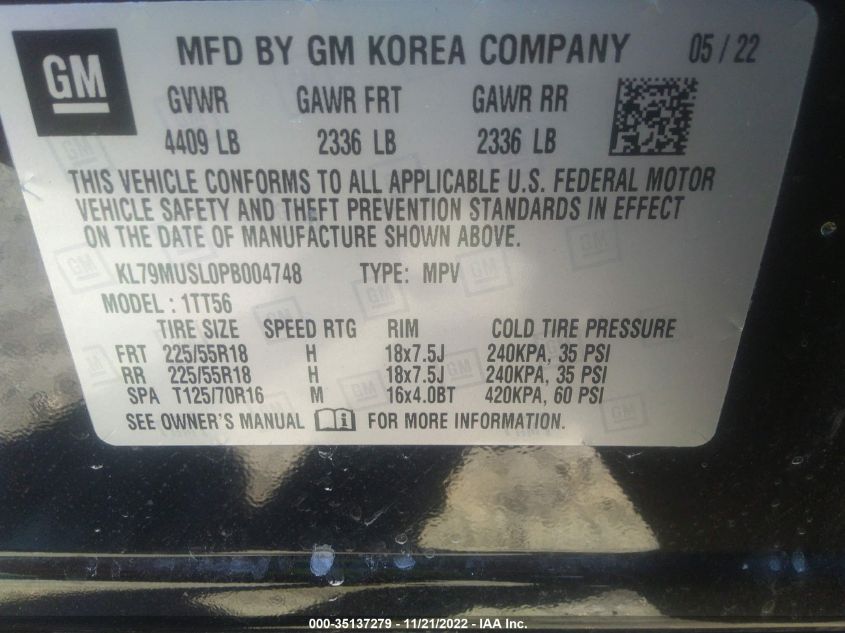 GM MFD BY GM KOREA COMPANY 05 / 22
GVWR GAWR FRT GAWR RR
4409 LB 2336 LB 2336 LB
THIS VEHICLE CONFORMS TO ALL APPLICABLE U.S. FEDERAL MOTOR
VEHICLE SAFETY AND THEFT PREVENTION STANDARDS IN EFFECT
ON THE DATE OF MANUFACTURE SHOWN ABOVE.
KL79MUSL0PB004748 TYPE: MPV
MODEL : 1TT56
TIRE SIZE SPEED RTG RIM COLD TIRE PRESSURE
FRT 225/55R18 H 18x7.5J 240KPA, 35 PSI
RR 225/55R18 H 18x7.5J 240KPA, 35 PSI
SPA T125/70R16 M 16x4.0BT 420KPA, 60 PSI
SEE OWNER'S MANUAL FOR MORE INFORMATION.
000-35137279 - 11/21/2022 - IAA Inc.